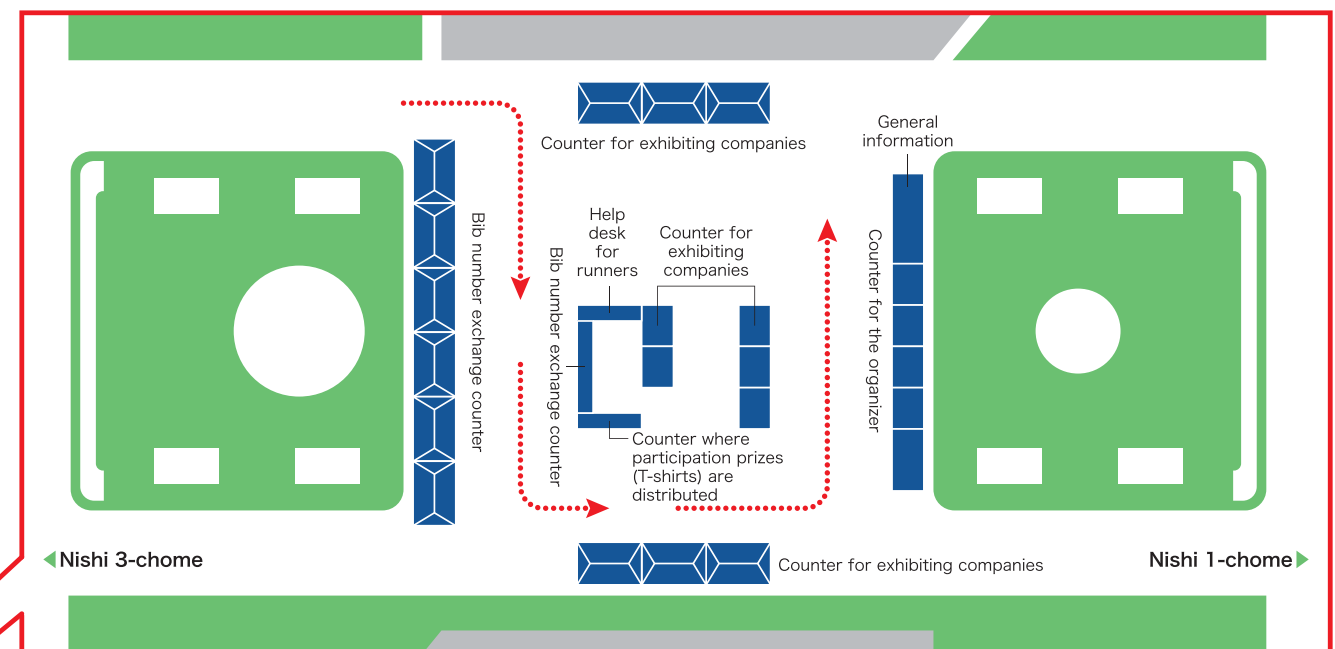 Counter for exhibiting companies
General
information
Bib number exchange counter
Help
desk
for
runners
Counter for
exhibiting
companies
Bib number exchange counter
Counter for the organizer
Counter where
participation prizes
(T-shirts) are
distributed
Nishi 3-chome
Counter for exhibiting companies
Nishi 1-chome